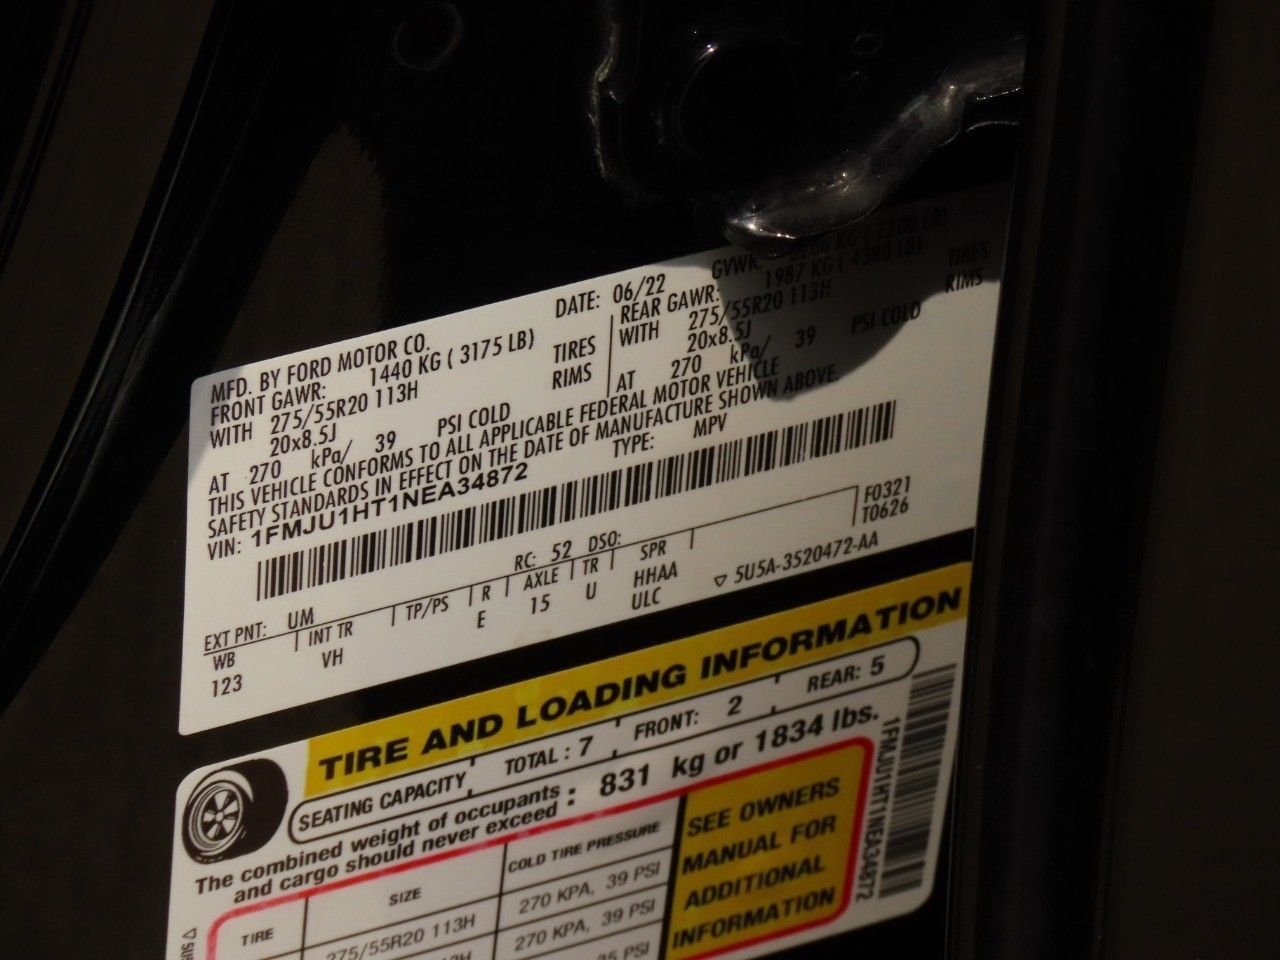 MFD. BY FORD MOTOR CO.
DATE: 06/22
GVWR: KG ( 7200 LB)
FRONT GAWR: 1440 KG ( 3175 LB)
REAR GAWR: 1987 KG ( 4380 LB)
WITH 275/55R20 113H TIRES
WITH 275/55R20 113H TIRES
20x8.5J RIMS
20x8.5J RIMS
AT 270 kPa/ 39 PSI COLD
AT 270 kPa/ 39 PSI COLD
THIS VEHICLE CONFORMS TO ALL APPLICABLE FEDERAL MOTOR VEHICLE
SAFETY STANDARDS IN EFFECT ON THE DATE OF MANUFACTURE SHOWN ABOVE.
VIN: 1FMJU1HT1NEA34872
TYPE: MPV
F0321
T0626
EXT PNT: UM RC: 52 DSO:
WB INT TR TP/PS R AXLE TR SPR
123 VH E 15 U HHAA
ULC
▽ 5U5A-3520472-AA
TIRE AND LOADING INFORMATION
SEATING CAPACITY TOTAL : 7 FRONT: 2 REAR: 5
The combined weight of occupants
and cargo should never exceed : 831 kg or 1834 lbs.
TIRE SIZE COLD TIRE PRESSURE
275/55R20 113H 270 KPA, 39 PSI
270 KPA, 39 PSI
35 PSI
SEE OWNERS
MANUAL FOR
ADDITIONAL
INFORMATION
1FMJU1HT1NEA34872
▽ 5U5